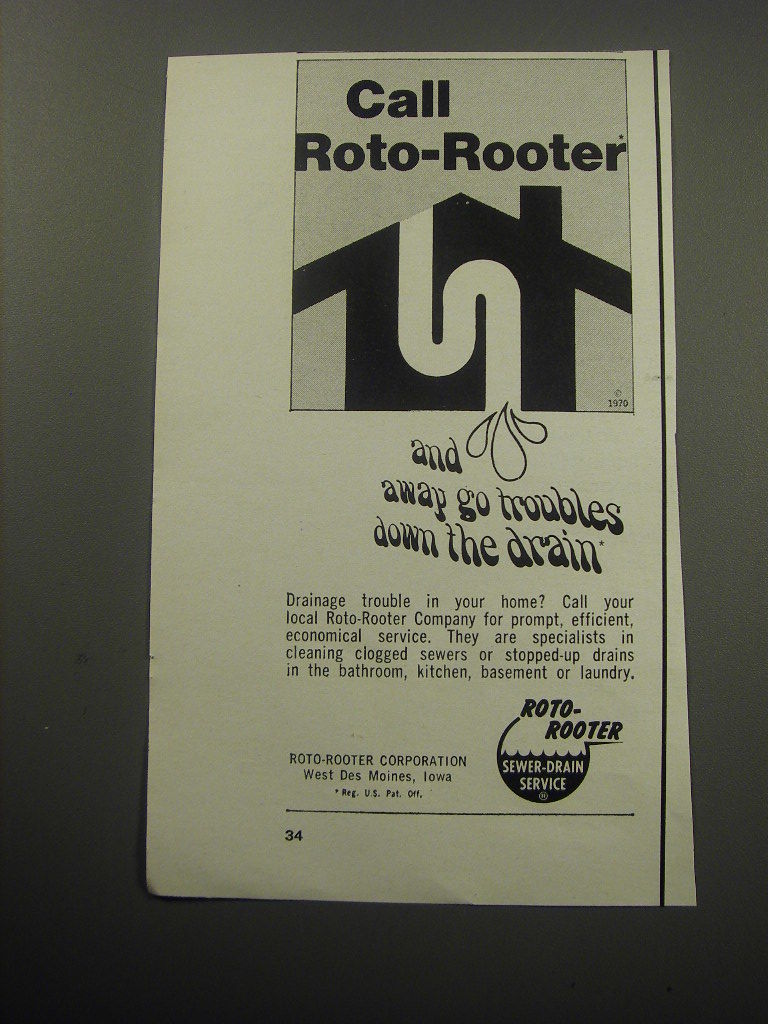 Call
Roto-Rooter*
©
1970
and
away go troubles
down the drain*
Drainage trouble in your home? Call your
local Roto-Rooter Company for prompt, efficient,
economical service. They are specialists in
cleaning clogged sewers or stopped-up drains
in the bathroom, kitchen, basement or laundry.
ROTO-
ROOTER
SEWER-DRAIN
SERVICE
®
ROTO-ROOTER CORPORATION
West Des Moines, Iowa
* Reg. U.S. Pat. Off.
34